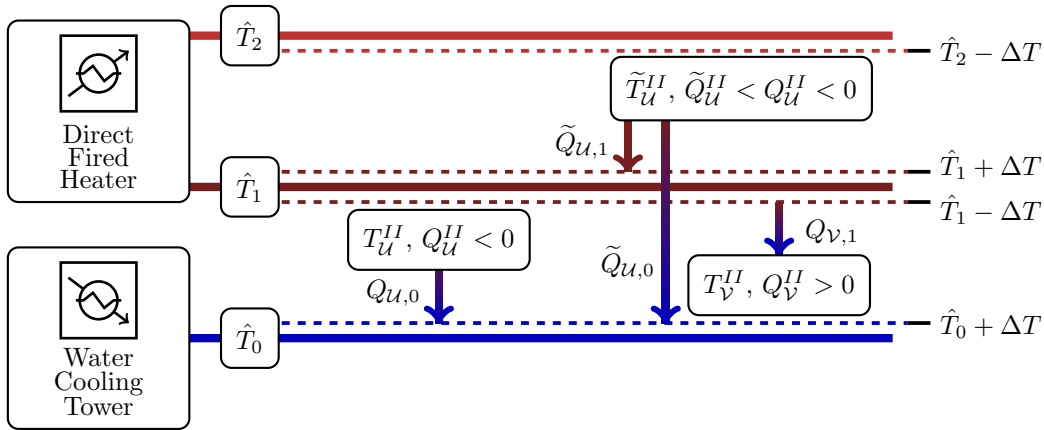 T̂₂
T̂₂ − ΔT
Direct
Fired
Heater
T̃_𝒰^{II}, Q̃_𝒰^{II} < Q_𝒰^{II} < 0
Q̃_{𝒰,1}
T̂₁ + ΔT
T̂₁
T̂₁ − ΔT
T_𝒰^{II}, Q_𝒰^{II} < 0
Q_{𝒱,1}
Q̃_{𝒰,0}
T_𝒱^{II}, Q_𝒱^{II} > 0
Q_{𝒰,0}
T̂₀ + ΔT
T̂₀
Water
Cooling
Tower